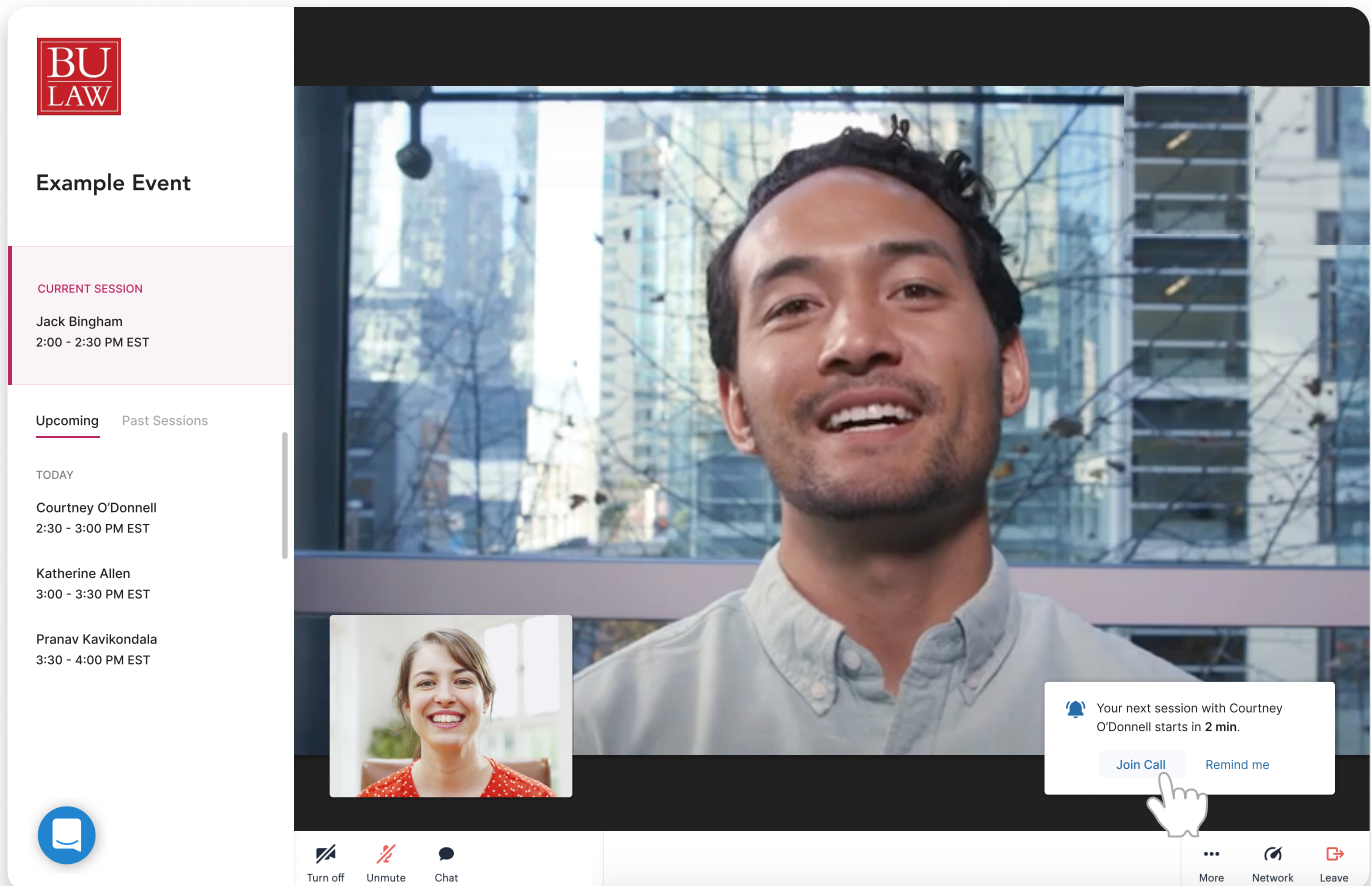 BU
LAW
Example Event
CURRENT SESSION
Jack Bingham
2:00 - 2:30 PM EST
Upcoming Past Sessions
TODAY
Courtney O’Donnell
2:30 - 3:00 PM EST
Katherine Allen
3:00 - 3:30 PM EST
Pranav Kavikondala
3:30 - 4:00 PM EST
Your next session with Courtney
O’Donnell starts in 2 min.
Join Call Remind me
Turn off Unmute Chat More Network Leave